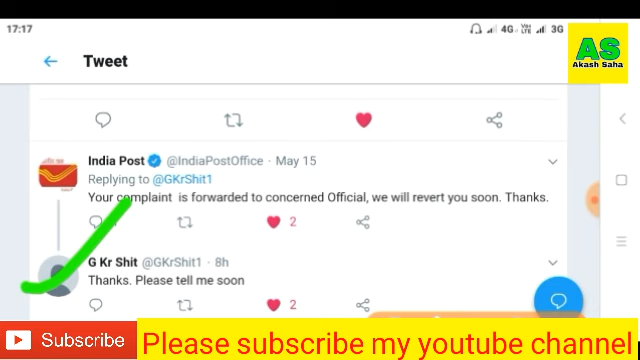 17:17
4G VoLTE 3G
AS
Akash Saha
Tweet
India Post @IndiaPostOffice · May 15
Replying to @GKrShit1
Your complaint is forwarded to concerned Official, we will revert you soon. Thanks.
2
G Kr Shit @GKrShit1 · 8h
Thanks. Please tell me soon
2
Subscribe
Please subscribe my youtube channel